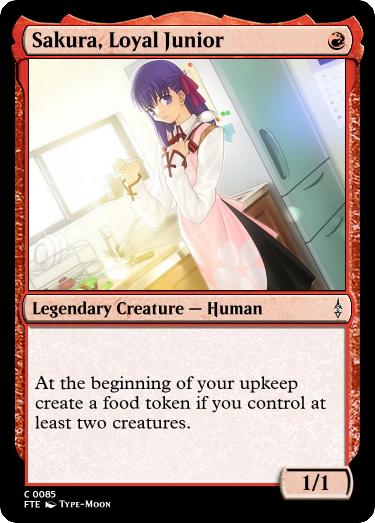 Sakura, Loyal Junior
Legendary Creature — Human
At the beginning of your upkeep
create a food token if you control at
least two creatures.
1/1
C 0085
FTE Type-Moon